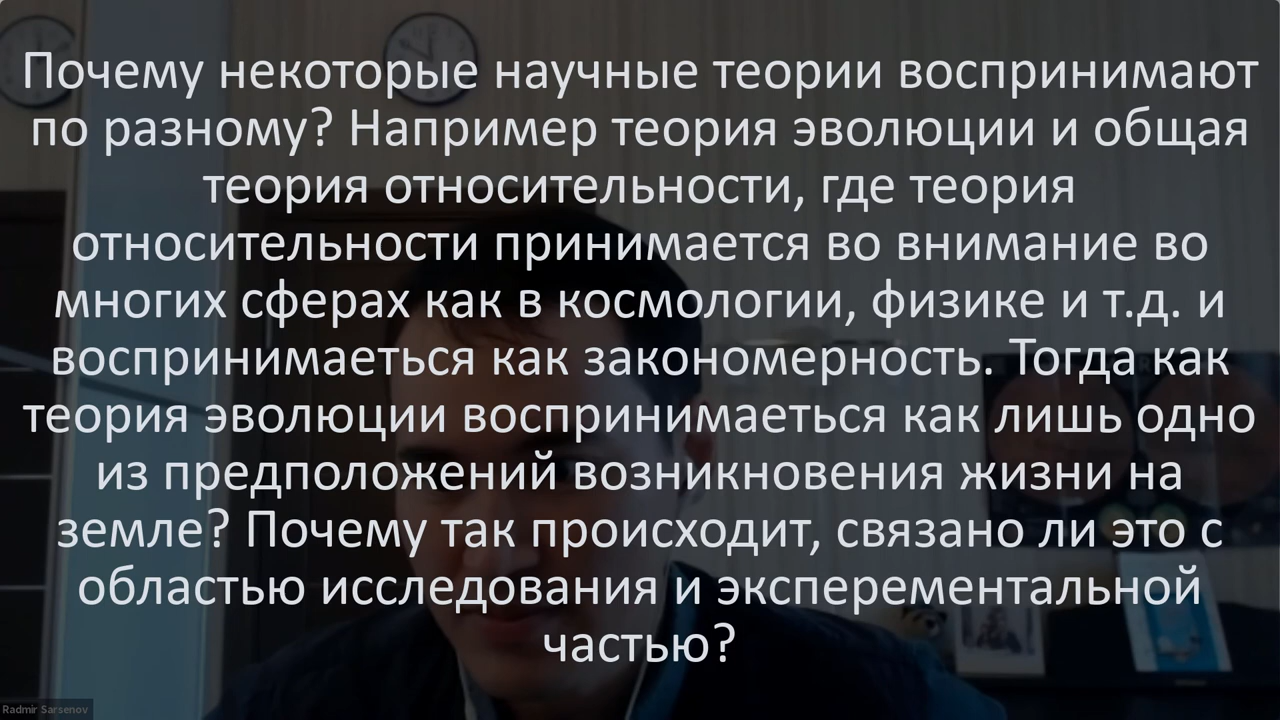 Почему некоторые научные теории воспринимают
по разному? Например теория эволюции и общая
теория относительности, где теория
относительности принимается во внимание во
многих сферах как в космологии, физике и т.д. и
воспринимаеться как закономерность. Тогда как
теория эволюции воспринимаеться как лишь одно
из предположений возникновения жизни на
земле? Почему так происходит, связано ли это с
областью исследования и эксперементальной
частью?
Radmir Sarsenov